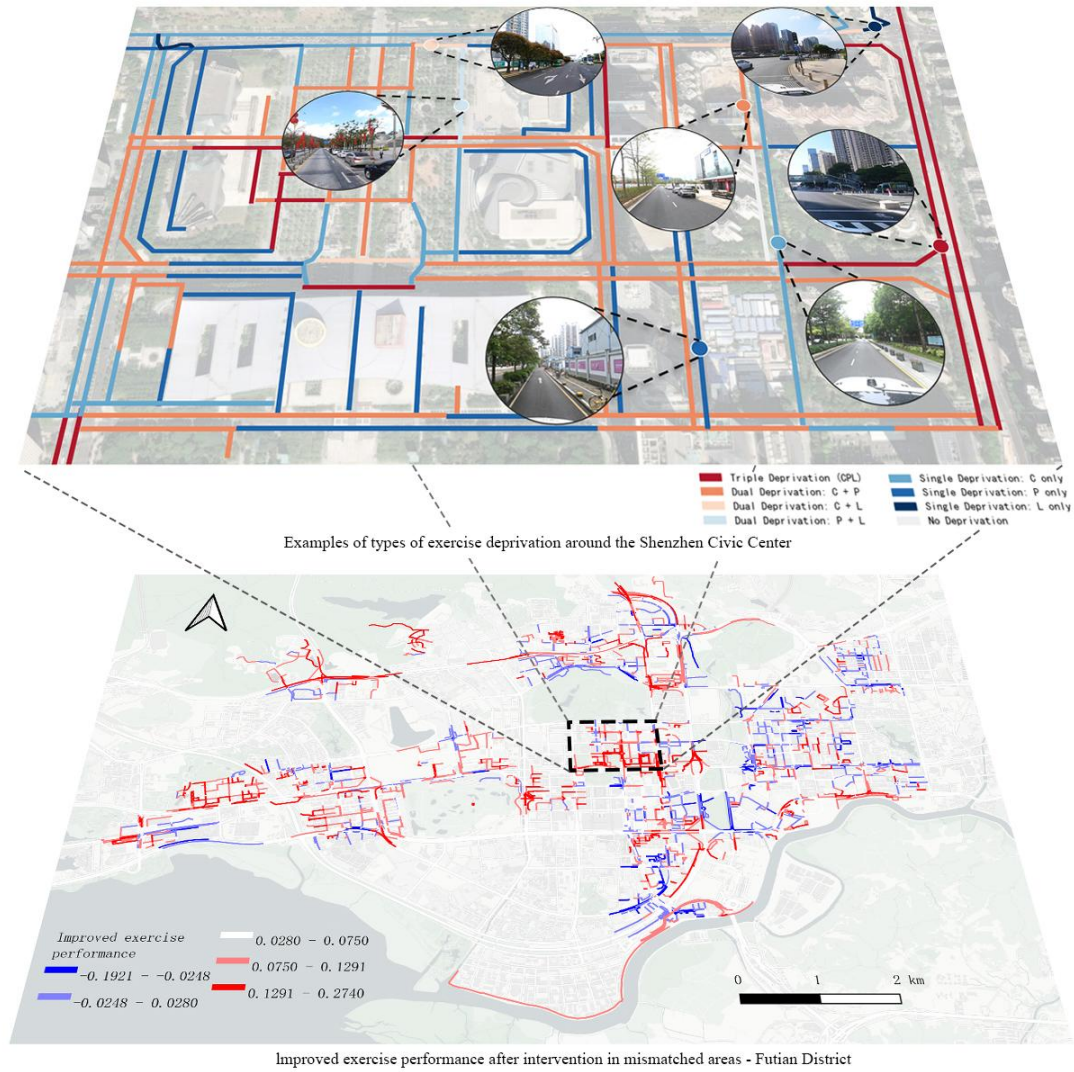 Triple Deprivation (CPL)
Dual Deprivation: C + P
Dual Deprivation: C + L
Dual Deprivation: P + L
Single Deprivation: C only
Single Deprivation: P only
Single Deprivation: L only
No Deprivation
Examples of types of exercise deprivation around the Shenzhen Civic Center
Improved exercise
performance
-0.1921 - -0.0248
-0.0248 - 0.0280
0.0280 - 0.0750
0.0750 - 0.1291
0.1291 - 0.2740
0 1 2 km
Improved exercise performance after intervention in mismatched areas - Futian District